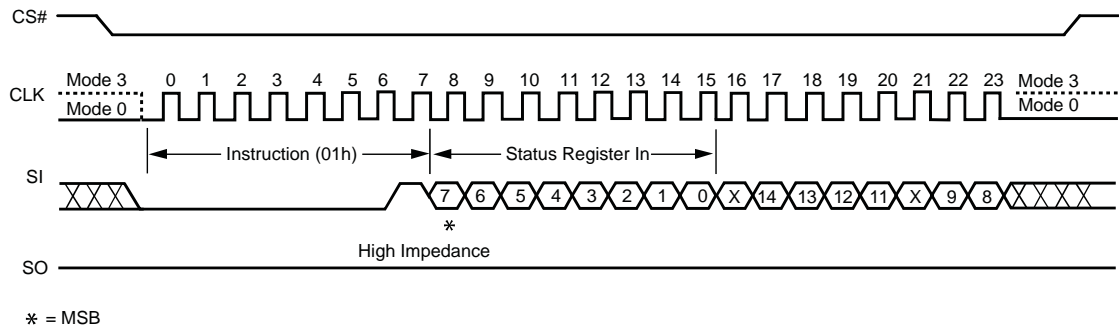 CS#
Mode 3 0 1 2 3 4 5 6 7 8 9 10 11 12 13 14 15 16 17 18 19 20 21 22 23 Mode 3
CLK
Mode 0 Mode 0
Instruction (01h) Status Register In
SI
7 6 5 4 3 2 1 0 X 14 13 12 11 X 9 8
*
High Impedance
SO
* = MSB